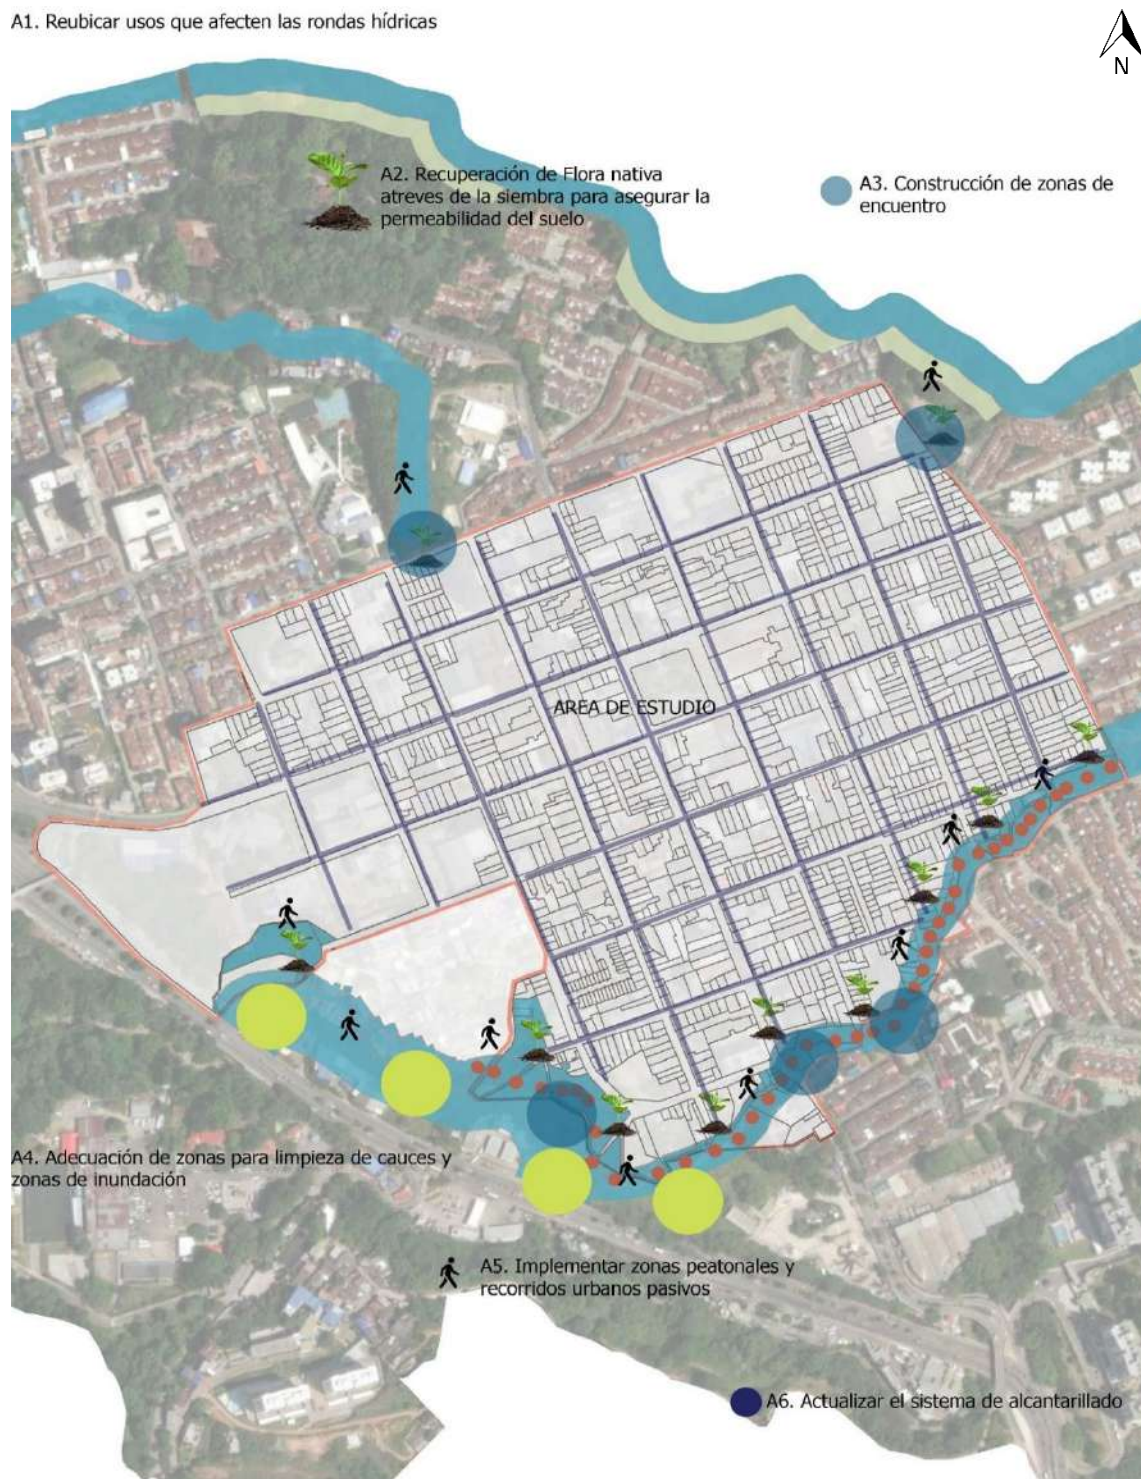 A1. Reubicar usos que afecten las rondas hídricas
N
A2. Recuperación de Flora nativa
atreves de la siembra para asegurar la
permeabilidad del suelo
A3. Construcción de zonas de
encuentro
AREA DE ESTUDIO
A4. Adecuación de zonas para limpieza de cauces y
zonas de inundación
A5. Implementar zonas peatonales y
recorridos urbanos pasivos
A6. Actualizar el sistema de alcantarillado